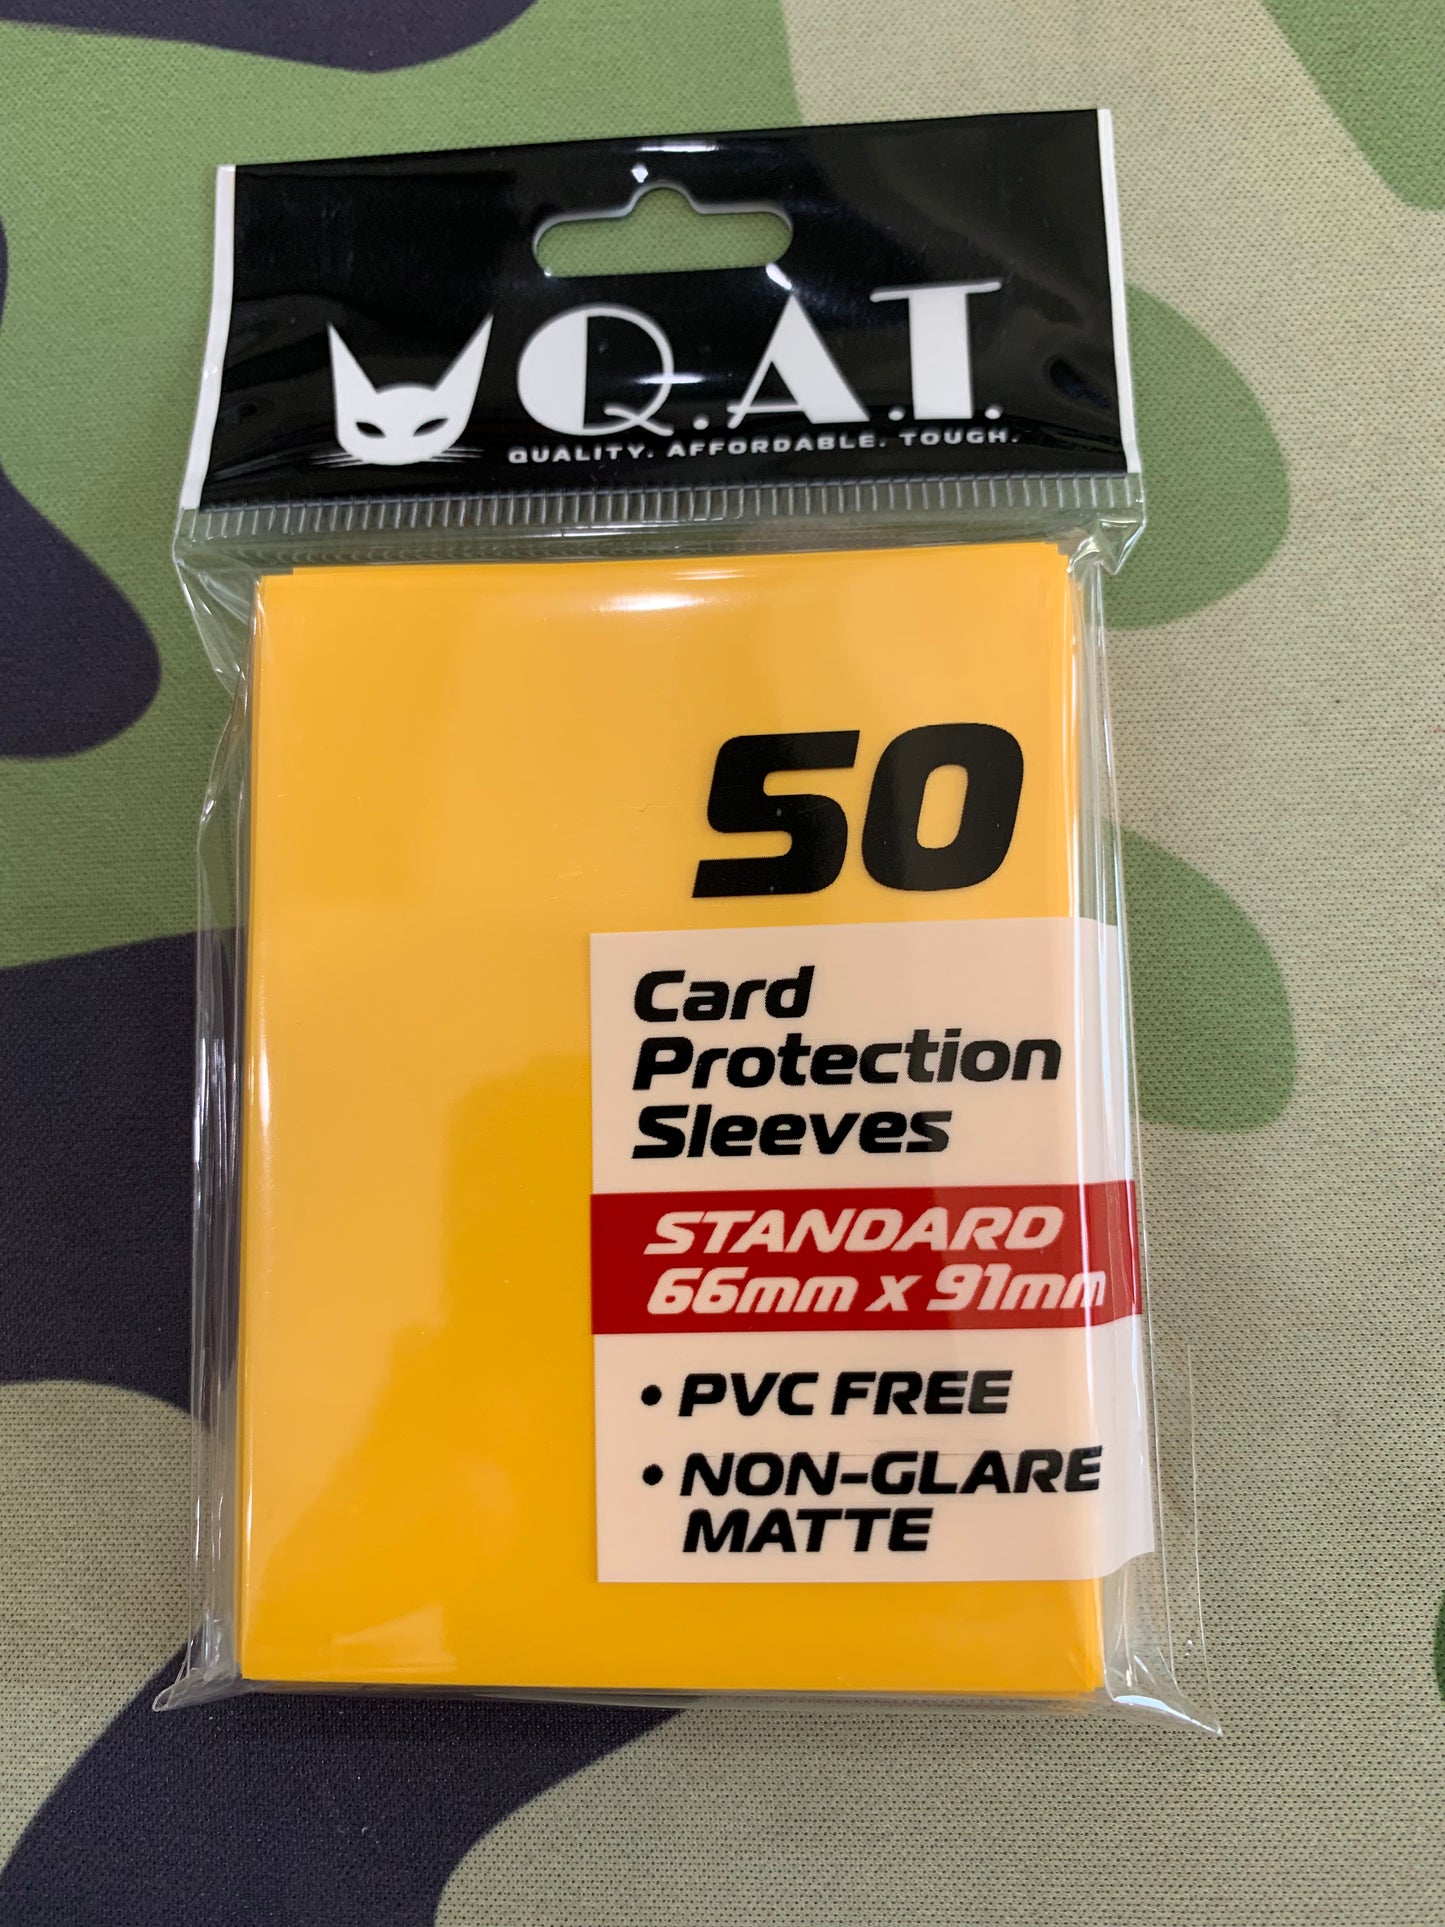 Q.A.T.
QUALITY. AFFORDABLE. TOUGH.
50
Card
Protection
Sleeves
STANDARD
66mm x 91mm
• PVC FREE
• NON-GLARE
MATTE